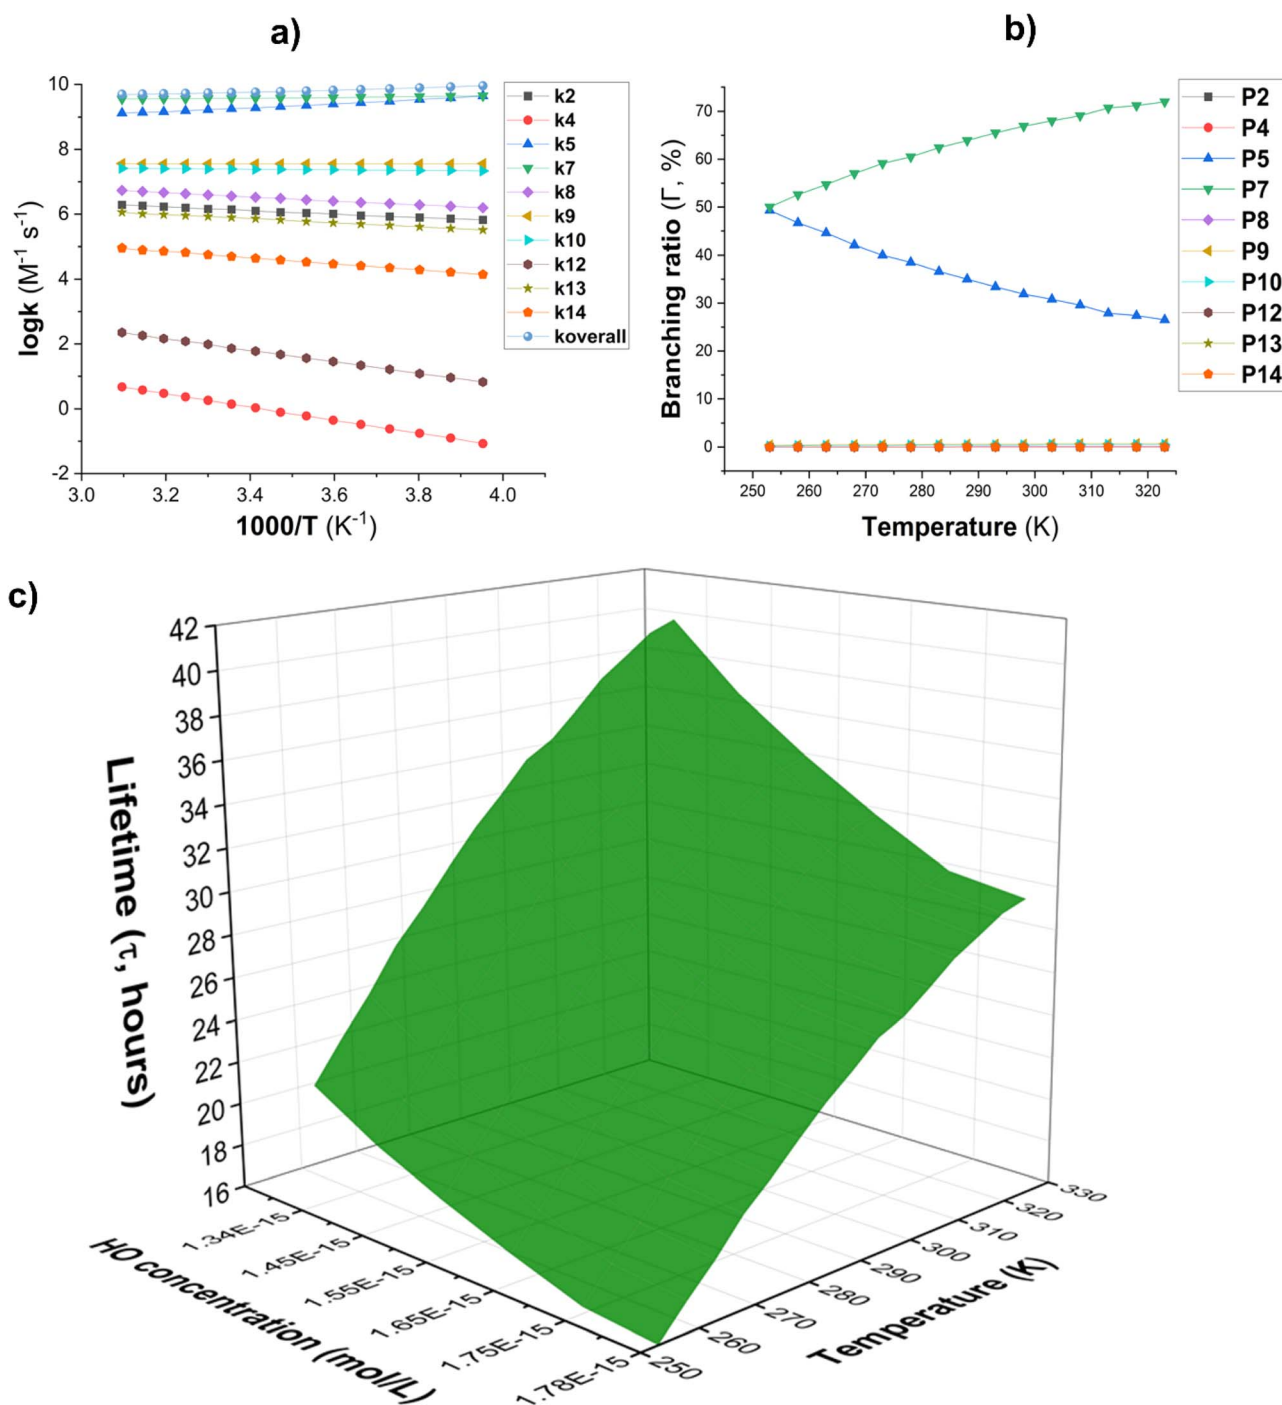 a)
10
8
6
4
2
0
-2
logk (M⁻¹ s⁻¹)
3.0 3.2 3.4 3.6 3.8 4.0
1000/T (K⁻¹)
k2
k4
k5
k7
k8
k9
k10
k12
k13
k14
koverall
b)
70
60
50
40
30
20
10
0
Branching ratio (Γ, %)
250 260 270 280 290 300 310 320
Temperature (K)
P2
P4
P5
P7
P8
P9
P10
P12
P13
P14
c)
42
40
38
36
34
32
30
28
26
24
22
20
18
16
Lifetime (τ, hours)
1.34E-15
1.45E-15
1.55E-15
1.65E-15
1.75E-15
1.78E-15
HO concentration (mol/L)
250
260
270
280
290
300
310
320
330
Temperature (K)